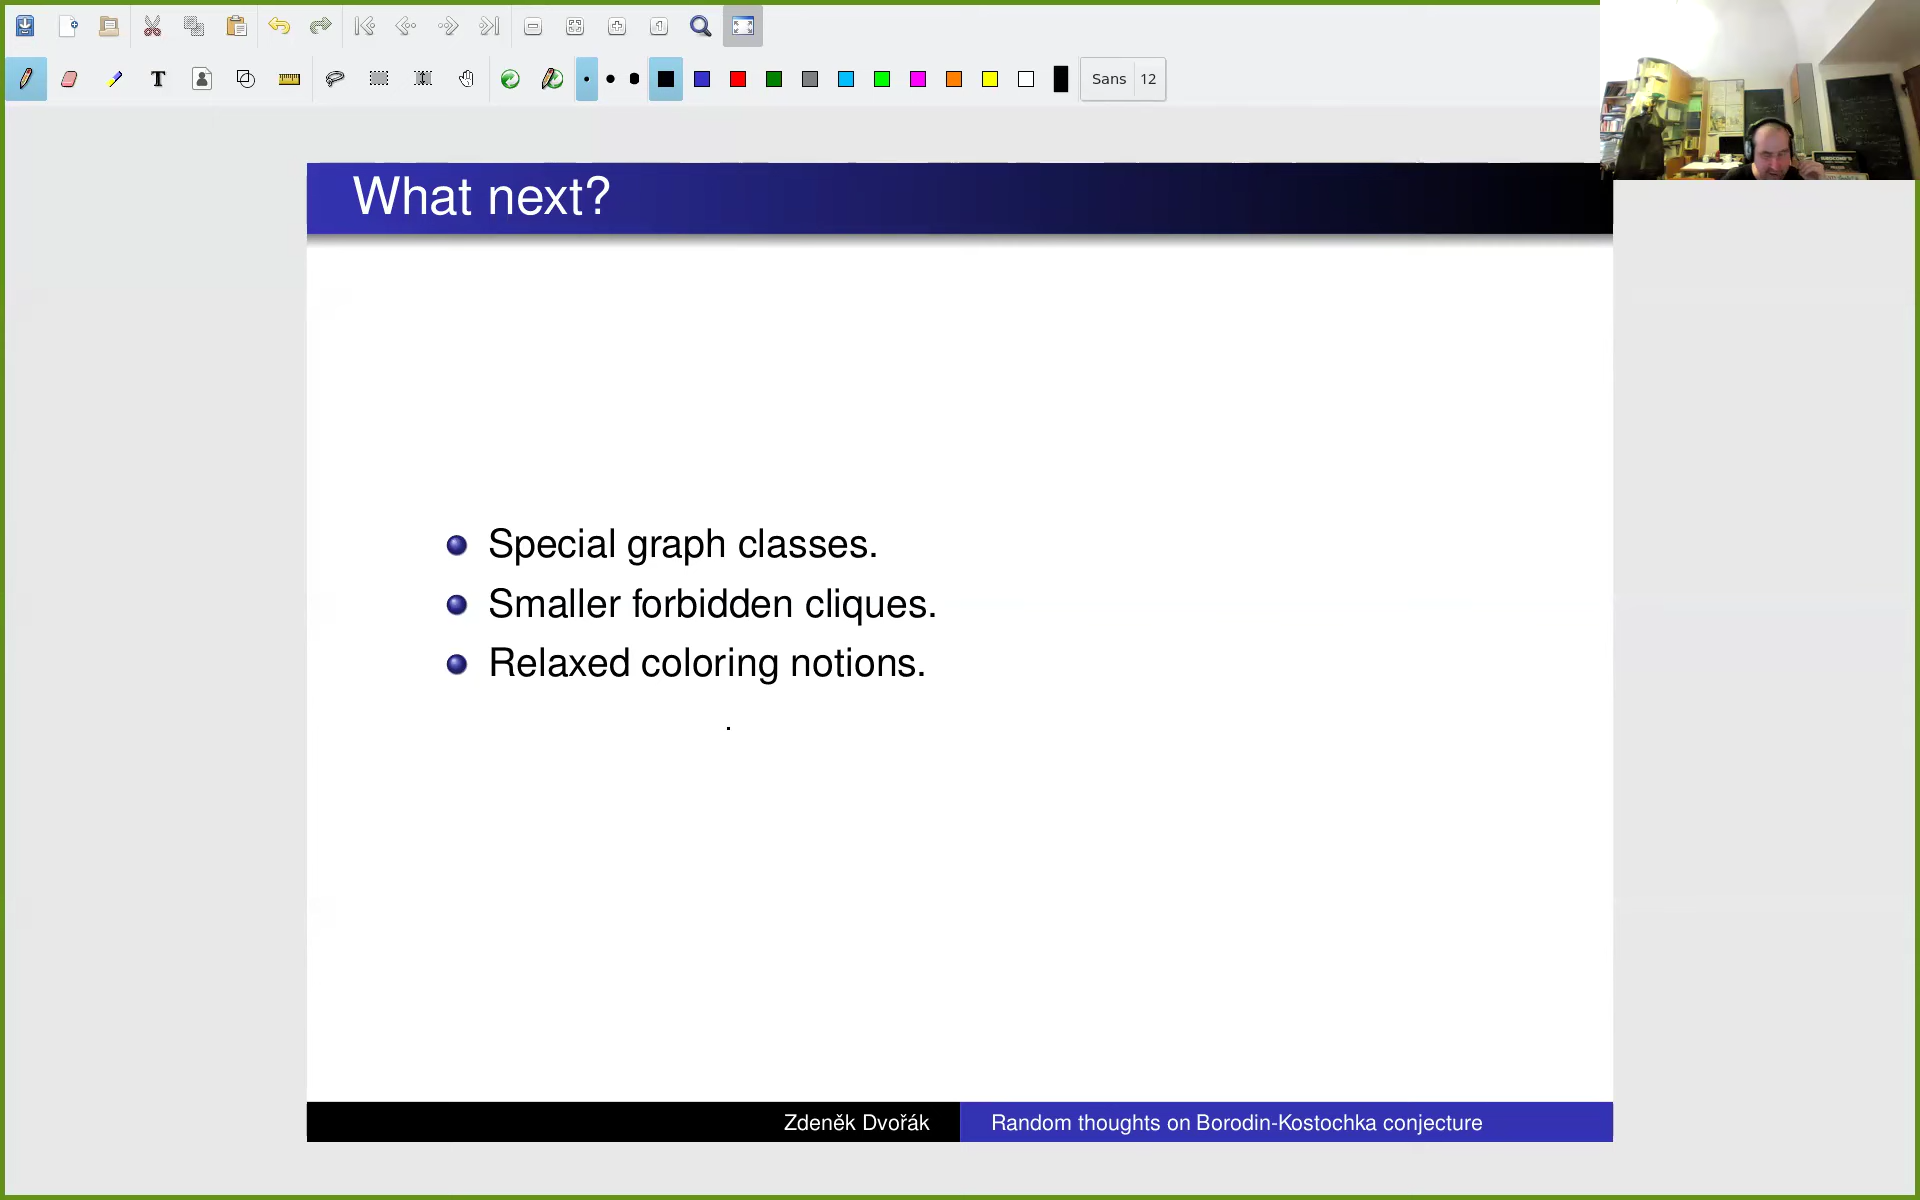 Sans 12
What next?
Special graph classes.
Smaller forbidden cliques.
Relaxed coloring notions.
Zdeněk Dvořák
Random thoughts on Borodin-Kostochka conjecture